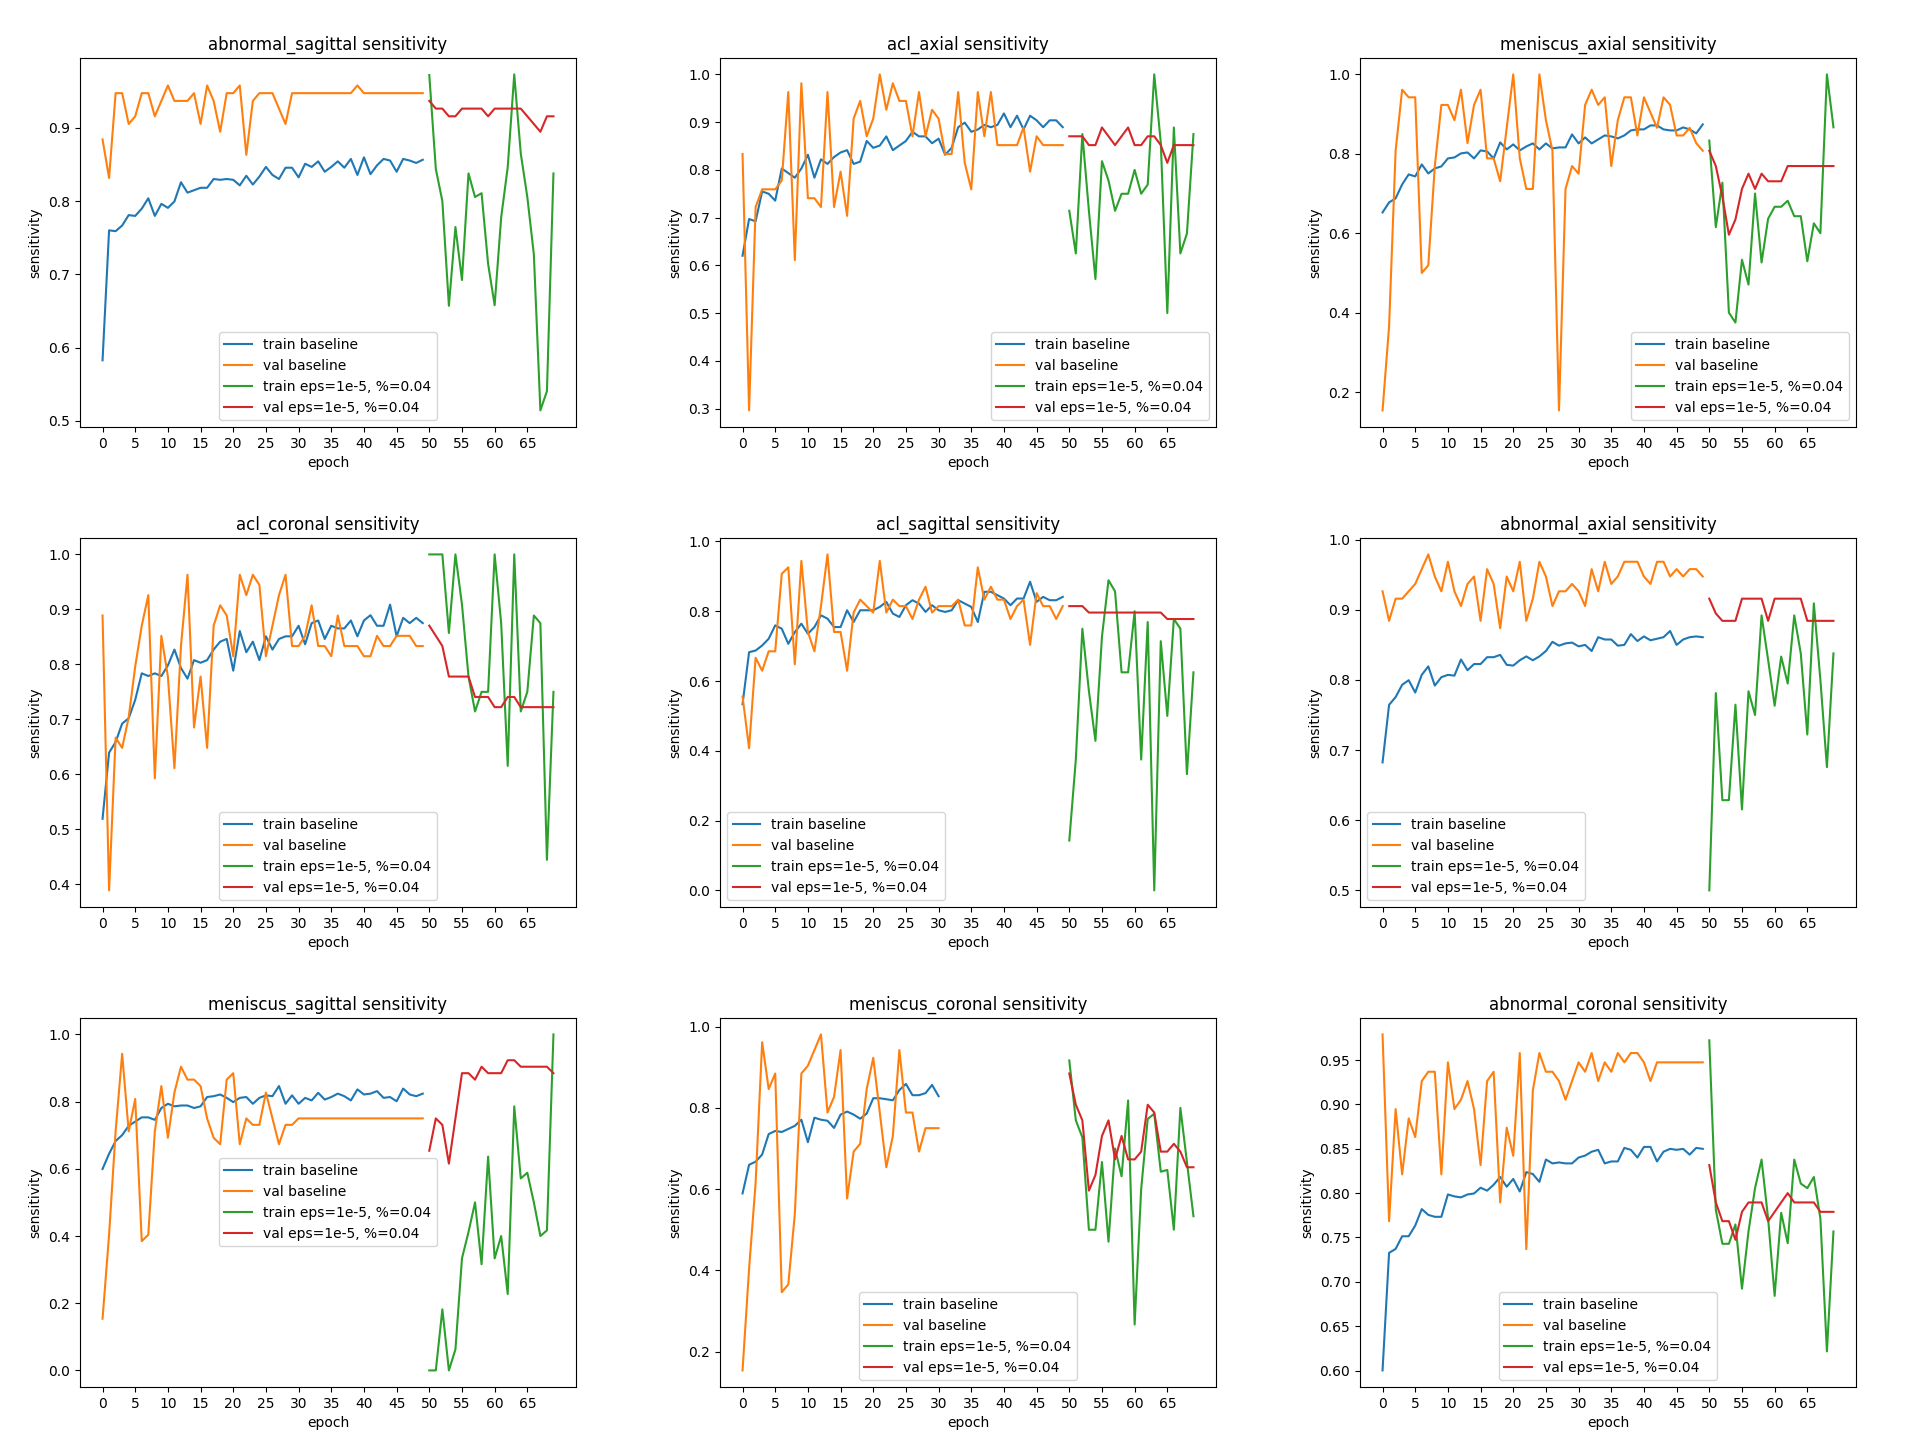 abnormal_sagittal sensitivity
sensitivity
0.9
0.8
0.7
0.6
0.5
train baseline
val baseline
train eps=1e-5, %=0.04
val eps=1e-5, %=0.04
0 5 10 15 20 25 30 35 40 45 50 55 60 65
epoch
acl_axial sensitivity
sensitivity
1.0
0.9
0.8
0.7
0.6
0.5
0.4
0.3
train baseline
val baseline
train eps=1e-5, %=0.04
val eps=1e-5, %=0.04
0 5 10 15 20 25 30 35 40 45 50 55 60 65
epoch
meniscus_axial sensitivity
sensitivity
1.0
0.8
0.6
0.4
0.2
train baseline
val baseline
train eps=1e-5, %=0.04
val eps=1e-5, %=0.04
0 5 10 15 20 25 30 35 40 45 50 55 60 65
epoch
acl_coronal sensitivity
sensitivity
1.0
0.9
0.8
0.7
0.6
0.5
0.4
train baseline
val baseline
train eps=1e-5, %=0.04
val eps=1e-5, %=0.04
0 5 10 15 20 25 30 35 40 45 50 55 60 65
epoch
acl_sagittal sensitivity
sensitivity
1.0
0.8
0.6
0.4
0.2
0.0
train baseline
val baseline
train eps=1e-5, %=0.04
val eps=1e-5, %=0.04
0 5 10 15 20 25 30 35 40 45 50 55 60 65
epoch
abnormal_axial sensitivity
sensitivity
1.0
0.9
0.8
0.7
0.6
0.5
train baseline
val baseline
train eps=1e-5, %=0.04
val eps=1e-5, %=0.04
0 5 10 15 20 25 30 35 40 45 50 55 60 65
epoch
meniscus_sagittal sensitivity
sensitivity
1.0
0.8
0.6
0.4
0.2
0.0
train baseline
val baseline
train eps=1e-5, %=0.04
val eps=1e-5, %=0.04
0 5 10 15 20 25 30 35 40 45 50 55 60 65
epoch
meniscus_coronal sensitivity
sensitivity
1.0
0.8
0.6
0.4
0.2
train baseline
val baseline
train eps=1e-5, %=0.04
val eps=1e-5, %=0.04
0 5 10 15 20 25 30 35 40 45 50 55 60 65
epoch
abnormal_coronal sensitivity
sensitivity
0.95
0.90
0.85
0.80
0.75
0.70
0.65
0.60
train baseline
val baseline
train eps=1e-5, %=0.04
val eps=1e-5, %=0.04
0 5 10 15 20 25 30 35 40 45 50 55 60 65
epoch